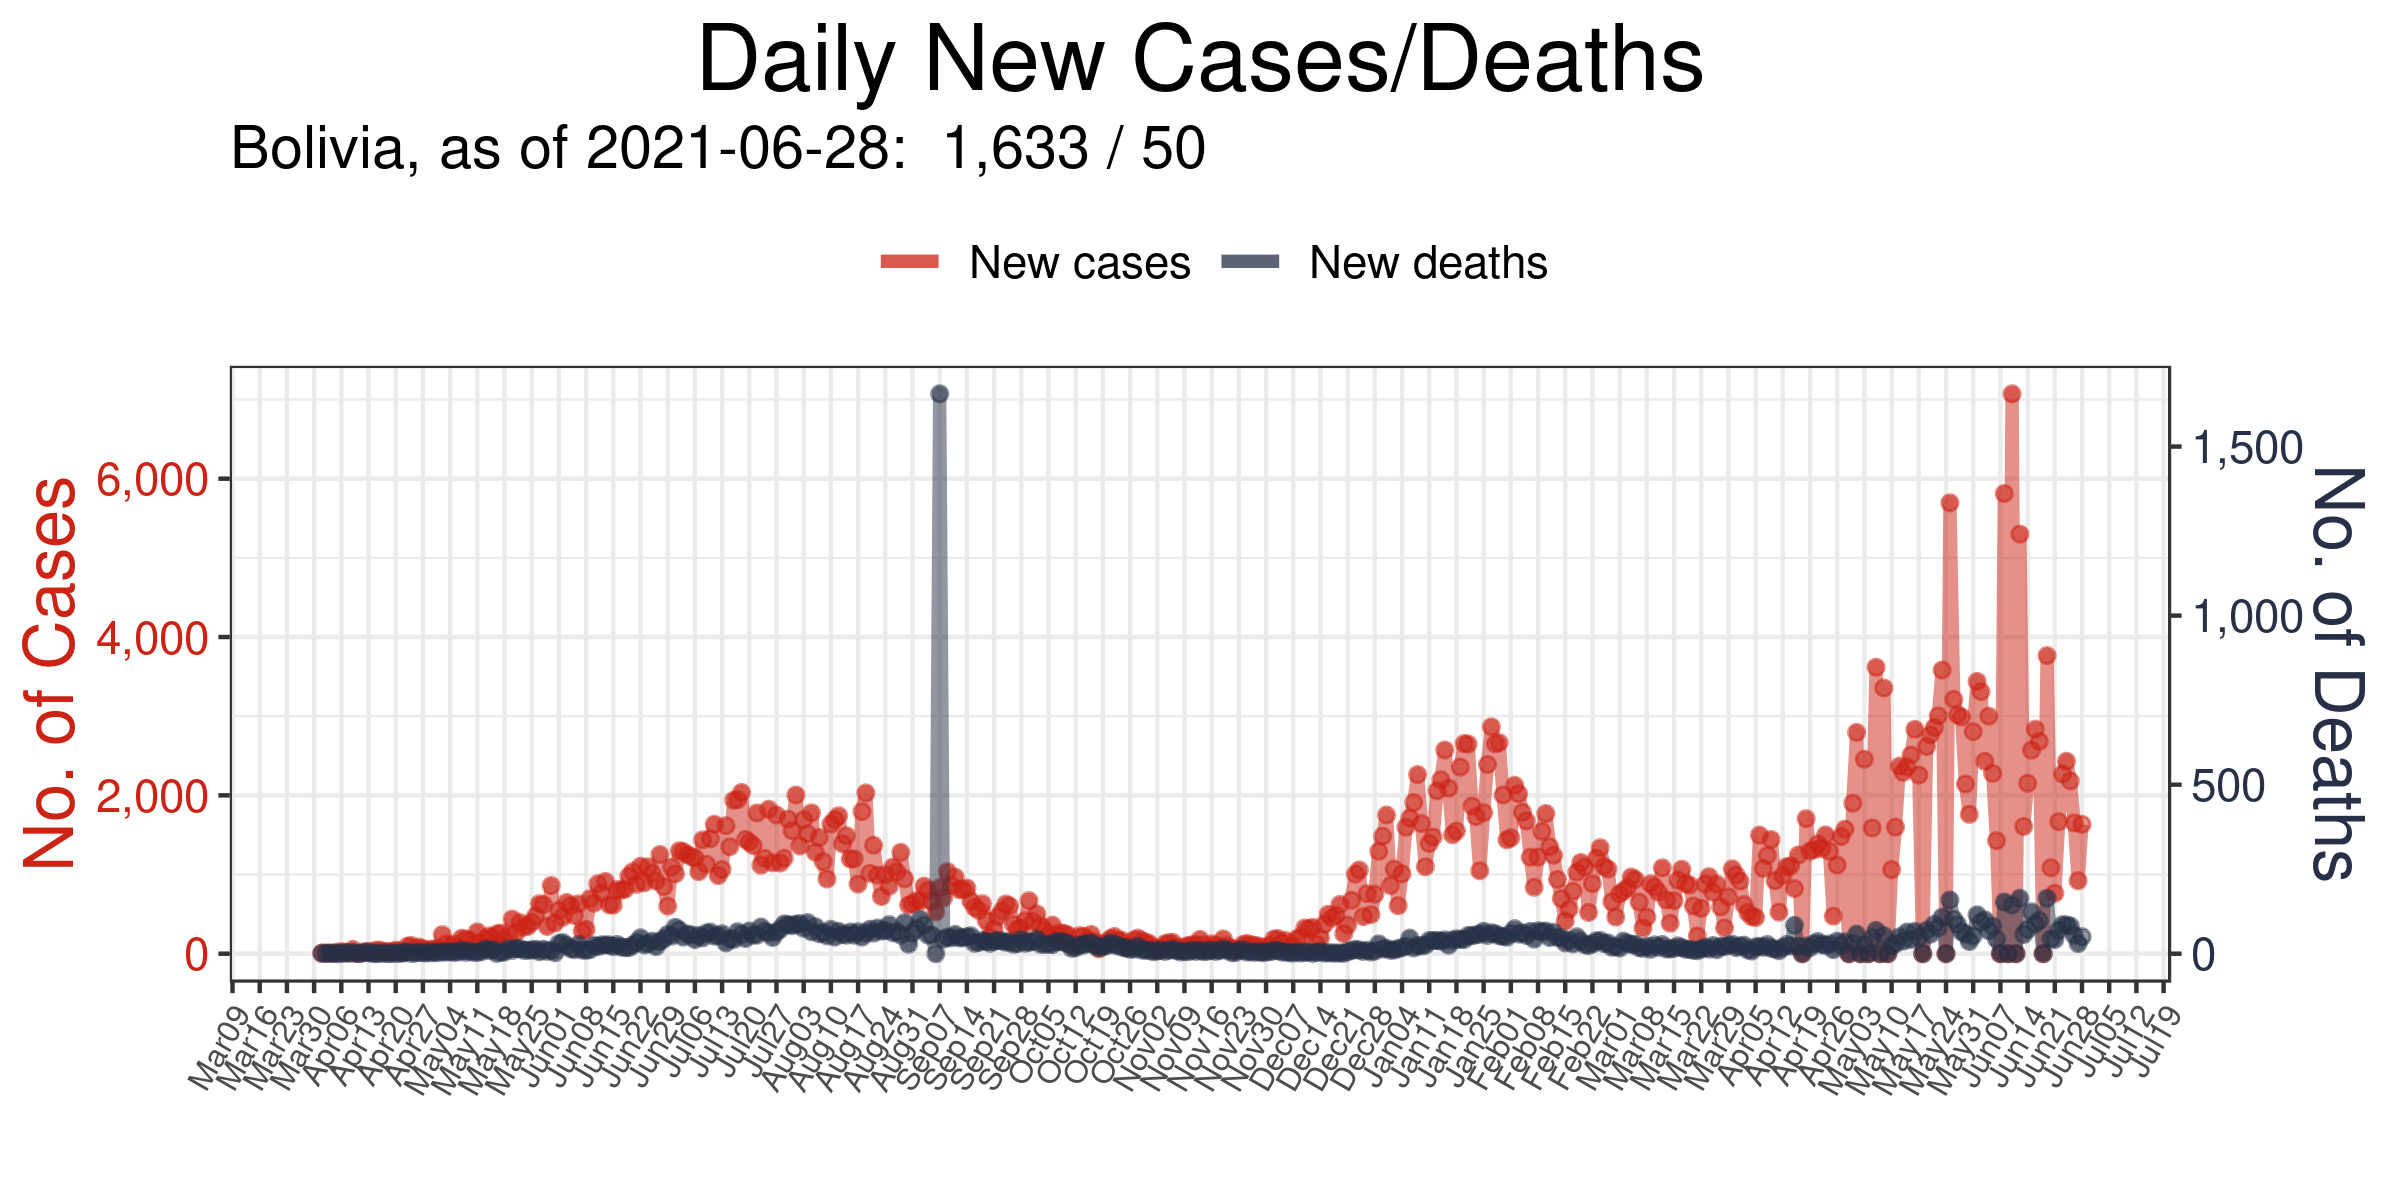 Daily New Cases/Deaths
Bolivia, as of 2021-06-28:  1,633 / 50
New cases
New deaths
No. of Cases
6,000
4,000
2,000
0
1,500
1,000
500
0
No. of Deaths
Mar09
Mar16
Mar23
Mar30
Apr06
Apr13
Apr20
Apr27
May04
May11
May18
May25
Jun01
Jun08
Jun15
Jun22
Jun29
Jul06
Jul13
Jul20
Jul27
Aug03
Aug10
Aug17
Aug24
Aug31
Sep07
Sep14
Sep21
Sep28
Oct05
Oct12
Oct19
Oct26
Nov02
Nov09
Nov16
Nov23
Nov30
Dec07
Dec14
Dec21
Dec28
Jan04
Jan11
Jan18
Jan25
Feb01
Feb08
Feb15
Feb22
Mar01
Mar08
Mar15
Mar22
Mar29
Apr05
Apr12
Apr19
Apr26
May03
May10
May17
May24
May31
Jun07
Jun14
Jun21
Jun28
Jul05
Jul12
Jul19